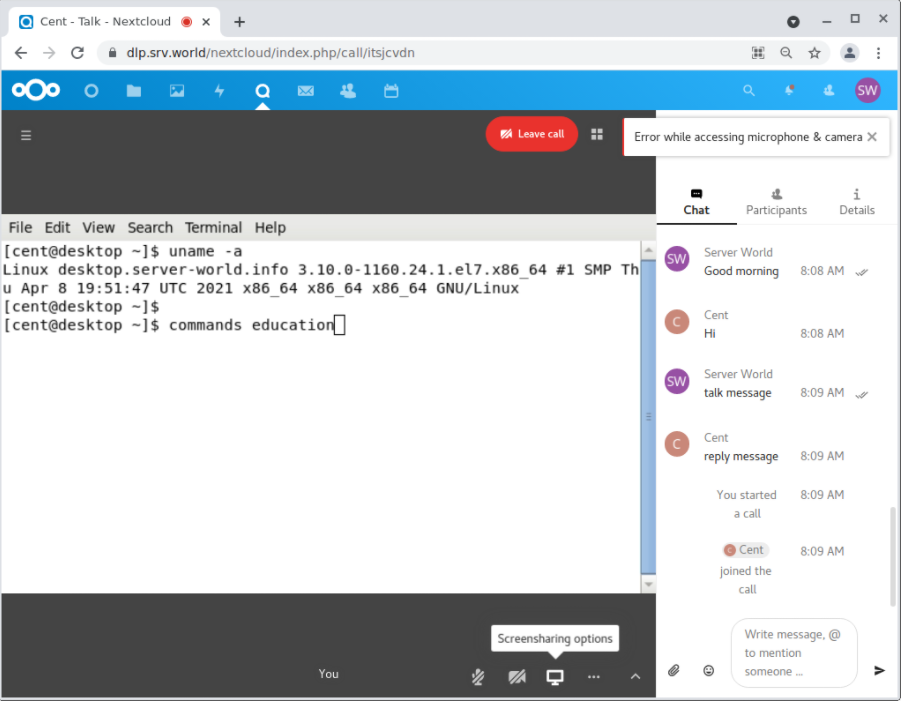 Cent - Talk - Nextcloud
dlp.srv.world/nextcloud/index.php/call/itsjcvdn
SW
Leave call
Error while accessing microphone & camera
Chat
Participants
Details
File Edit View Search Terminal Help
[cent@desktop ~]$ uname -a
Linux desktop.server-world.info 3.10.0-1160.24.1.el7.x86_64 #1 SMP Th
u Apr 8 19:51:47 UTC 2021 x86_64 x86_64 x86_64 GNU/Linux
[cent@desktop ~]$
[cent@desktop ~]$ commands education
You
Screensharing options
SW
Server World
Good morning 8:08 AM
C
Cent
Hi 8:08 AM
SW
Server World
talk message 8:09 AM
C
Cent
reply message 8:09 AM
You started 8:09 AM
a call
C Cent 8:09 AM
joined the
call
Write message, @
to mention
someone ...